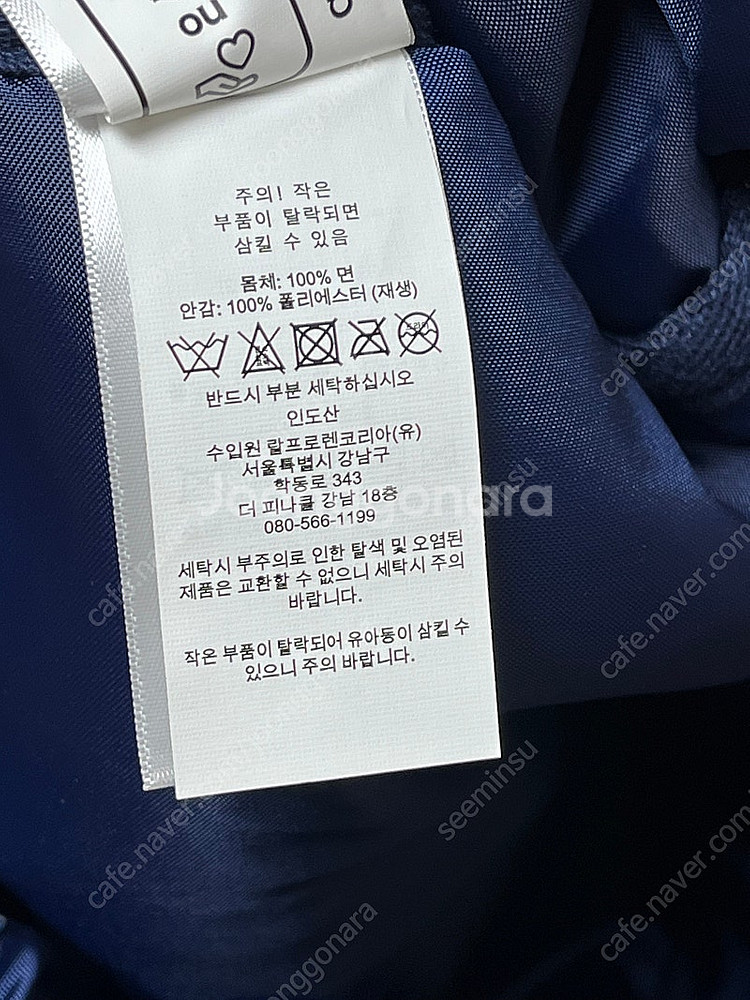 ou
주의! 작은
부품이 탈락되면
삼킬 수 있음
몸체: 100% 면
안감: 100% 폴리에스터 (재생)
반드시 부분 세탁하십시오
인도산
수입원 랄프로렌코리아(유)
서울특별시 강남구
학동로 343
더 피나클 강남 18층
080-566-1199
세탁시 부주의로 인한 탈색 및 오염된
제품은 교환할 수 없으니 세탁시 주의
바랍니다.
작은 부품이 탈락되어 유아동이 삼킬 수
있으니 주의 바랍니다.
Joonggonara
seeminsu
cafe.naver.com